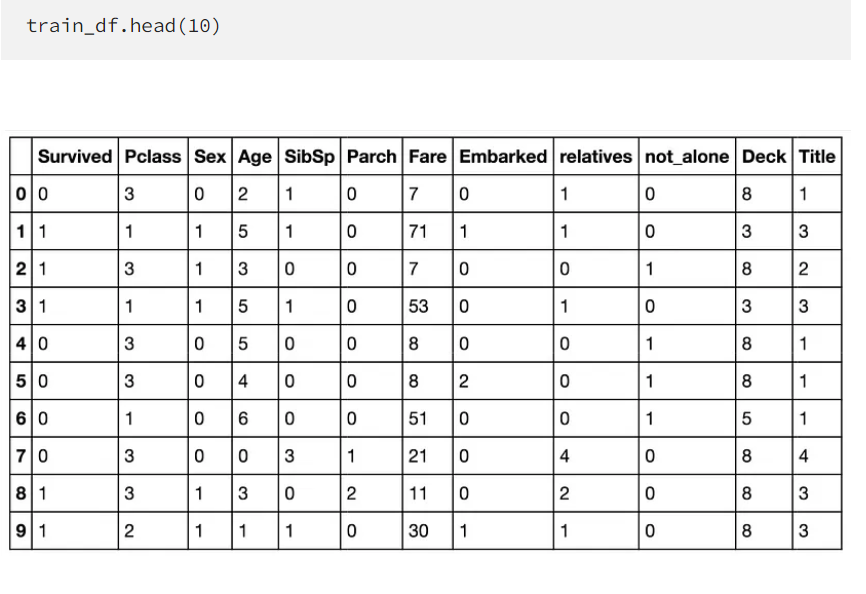 train_df.head(10)
Survived Pclass Sex Age SibSp Parch Fare Embarked relatives not_alone Deck Title
0 0 3 0 2 1 0 7 0 1 0 8 1
1 1 1 1 5 1 0 71 1 1 0 3 3
2 1 3 1 3 0 0 7 0 0 1 8 2
3 1 1 1 5 1 0 53 0 1 0 3 3
4 0 3 0 5 0 0 8 0 0 1 8 1
5 0 3 0 4 0 0 8 2 0 1 8 1
6 0 1 0 6 0 0 51 0 0 1 5 1
7 0 3 0 0 3 1 21 0 4 0 8 4
8 1 3 1 3 0 2 11 0 2 0 8 3
9 1 2 1 1 1 0 30 1 1 0 8 3